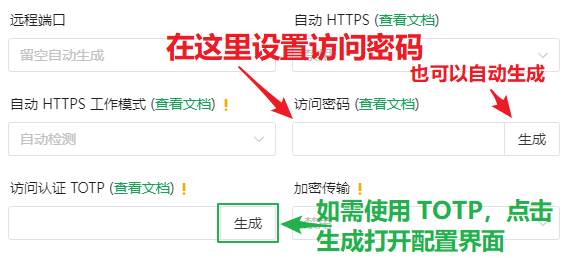 远程端口
自动 HTTPS (查看文档)
留空自动生成
在这里设置访问密码
也可以自动生成
自动 HTTPS 工作模式 (查看文档) !
访问密码 (查看文档)
自动检测
生成
访问认证 TOTP (查看文档) !
加密传输 !
生成
如需使用 TOTP，点击
生成打开配置界面